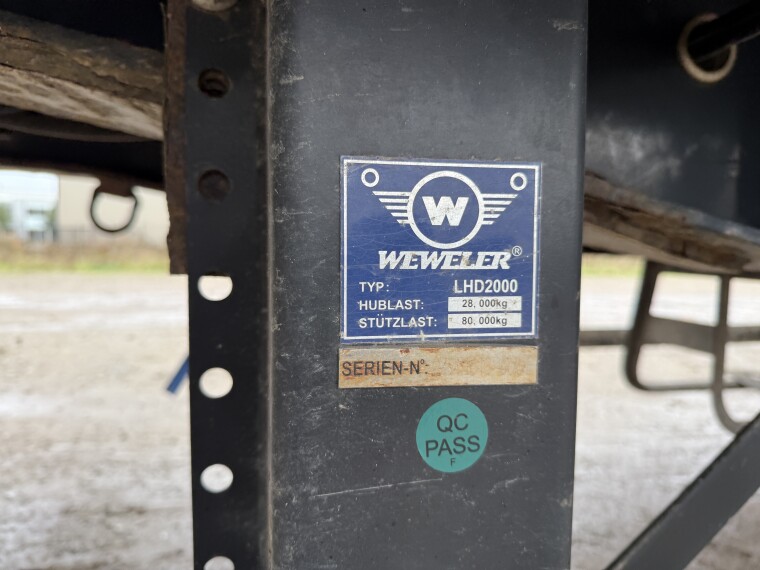 W
WEWELER®
TYP: LHD2000
HUBLAST: 28,000kg
STÜTZLAST: 80,000kg
SERIEN-N°:
QC
PASS
F